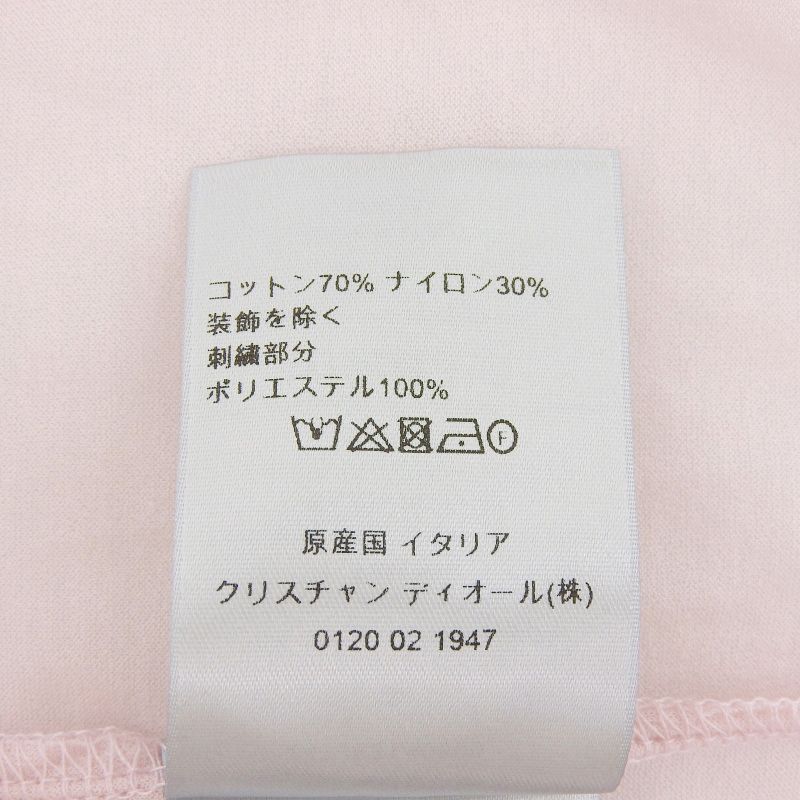 コットン70% ナイロン30%
装飾を除く
刺繍部分
ポリエステル100%
F
原産国 イタリア
クリスチャン ディオール(株)
0120 02 1947